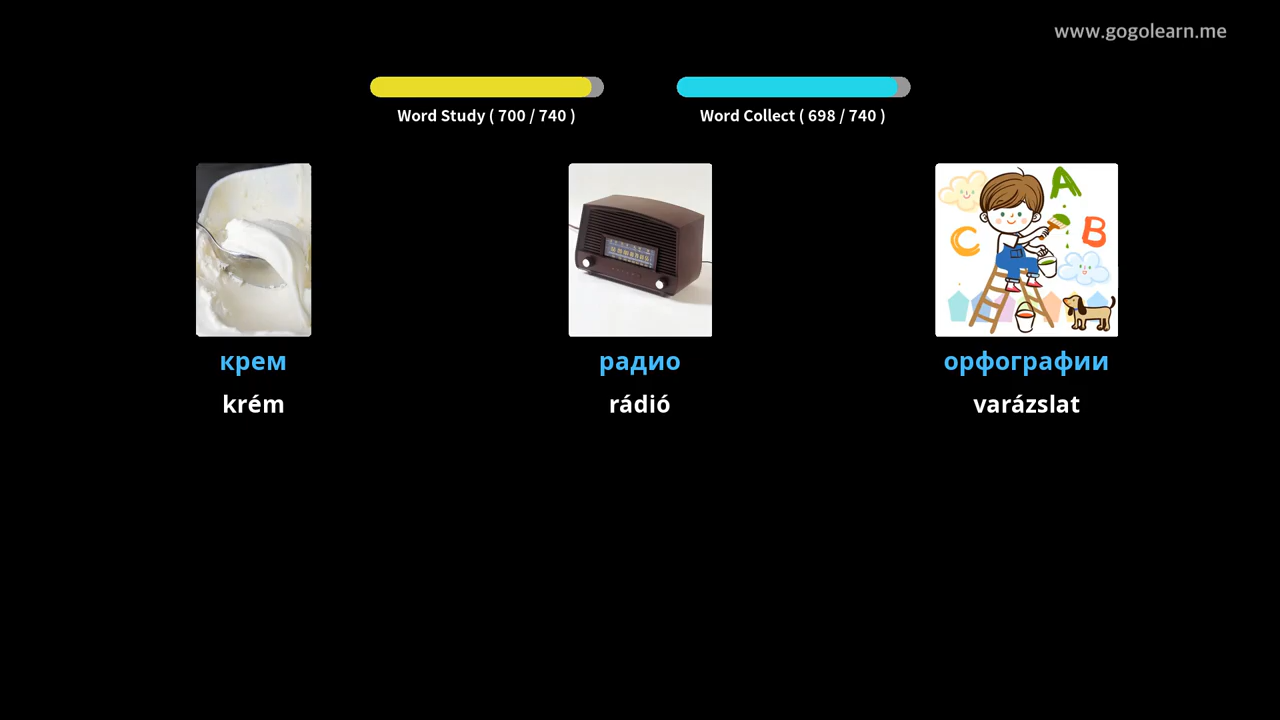 www.gogolearn.me
Word Study ( 700 / 740 )
Word Collect ( 698 / 740 )
крем
радио
орфографии
krém
rádió
varázslat
A
B
C